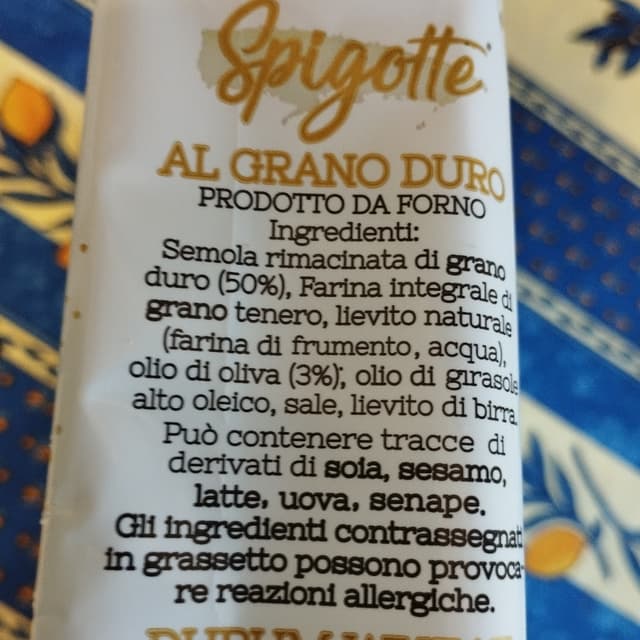 Spigotte
AL GRANO DURO
PRODOTTO DA FORNO
Ingredienti:
Semola rimacinata di grano
duro (50%), Farina integrale di
grano tenero, lievito naturale
(farina di frumento, acqua),
olio di oliva (3%), olio di girasole
alto oleico, sale, lievito di birra.
Può contenere tracce di
derivati di soia, sesamo,
latte, uova, senape.
Gli ingredienti contrassegnati
in grassetto possono provoca-
re reazioni allergiche.